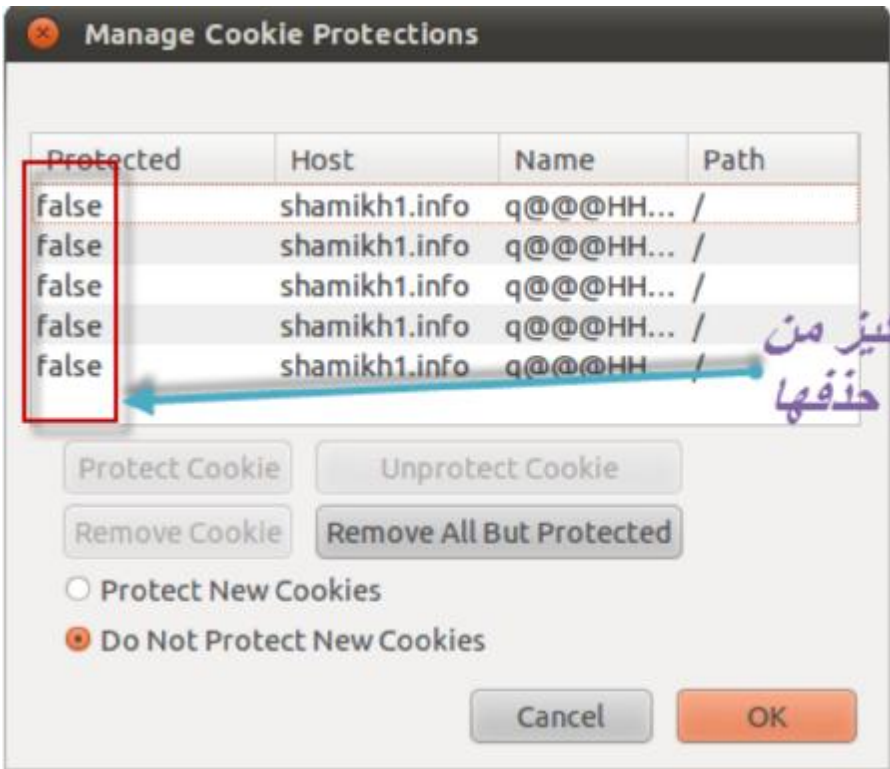 Manage Cookie Protections
Protected Host Name Path
false shamikh1.info q@@@HH... /
false shamikh1.info q@@@HH... /
false shamikh1.info q@@@HH... /
false shamikh1.info q@@@HH... /
false shamikh1.info q@@@HH /
من
حذفها
Protect Cookie Unprotect Cookie
Remove Cookie Remove All But Protected
Protect New Cookies
Do Not Protect New Cookies
Cancel OK